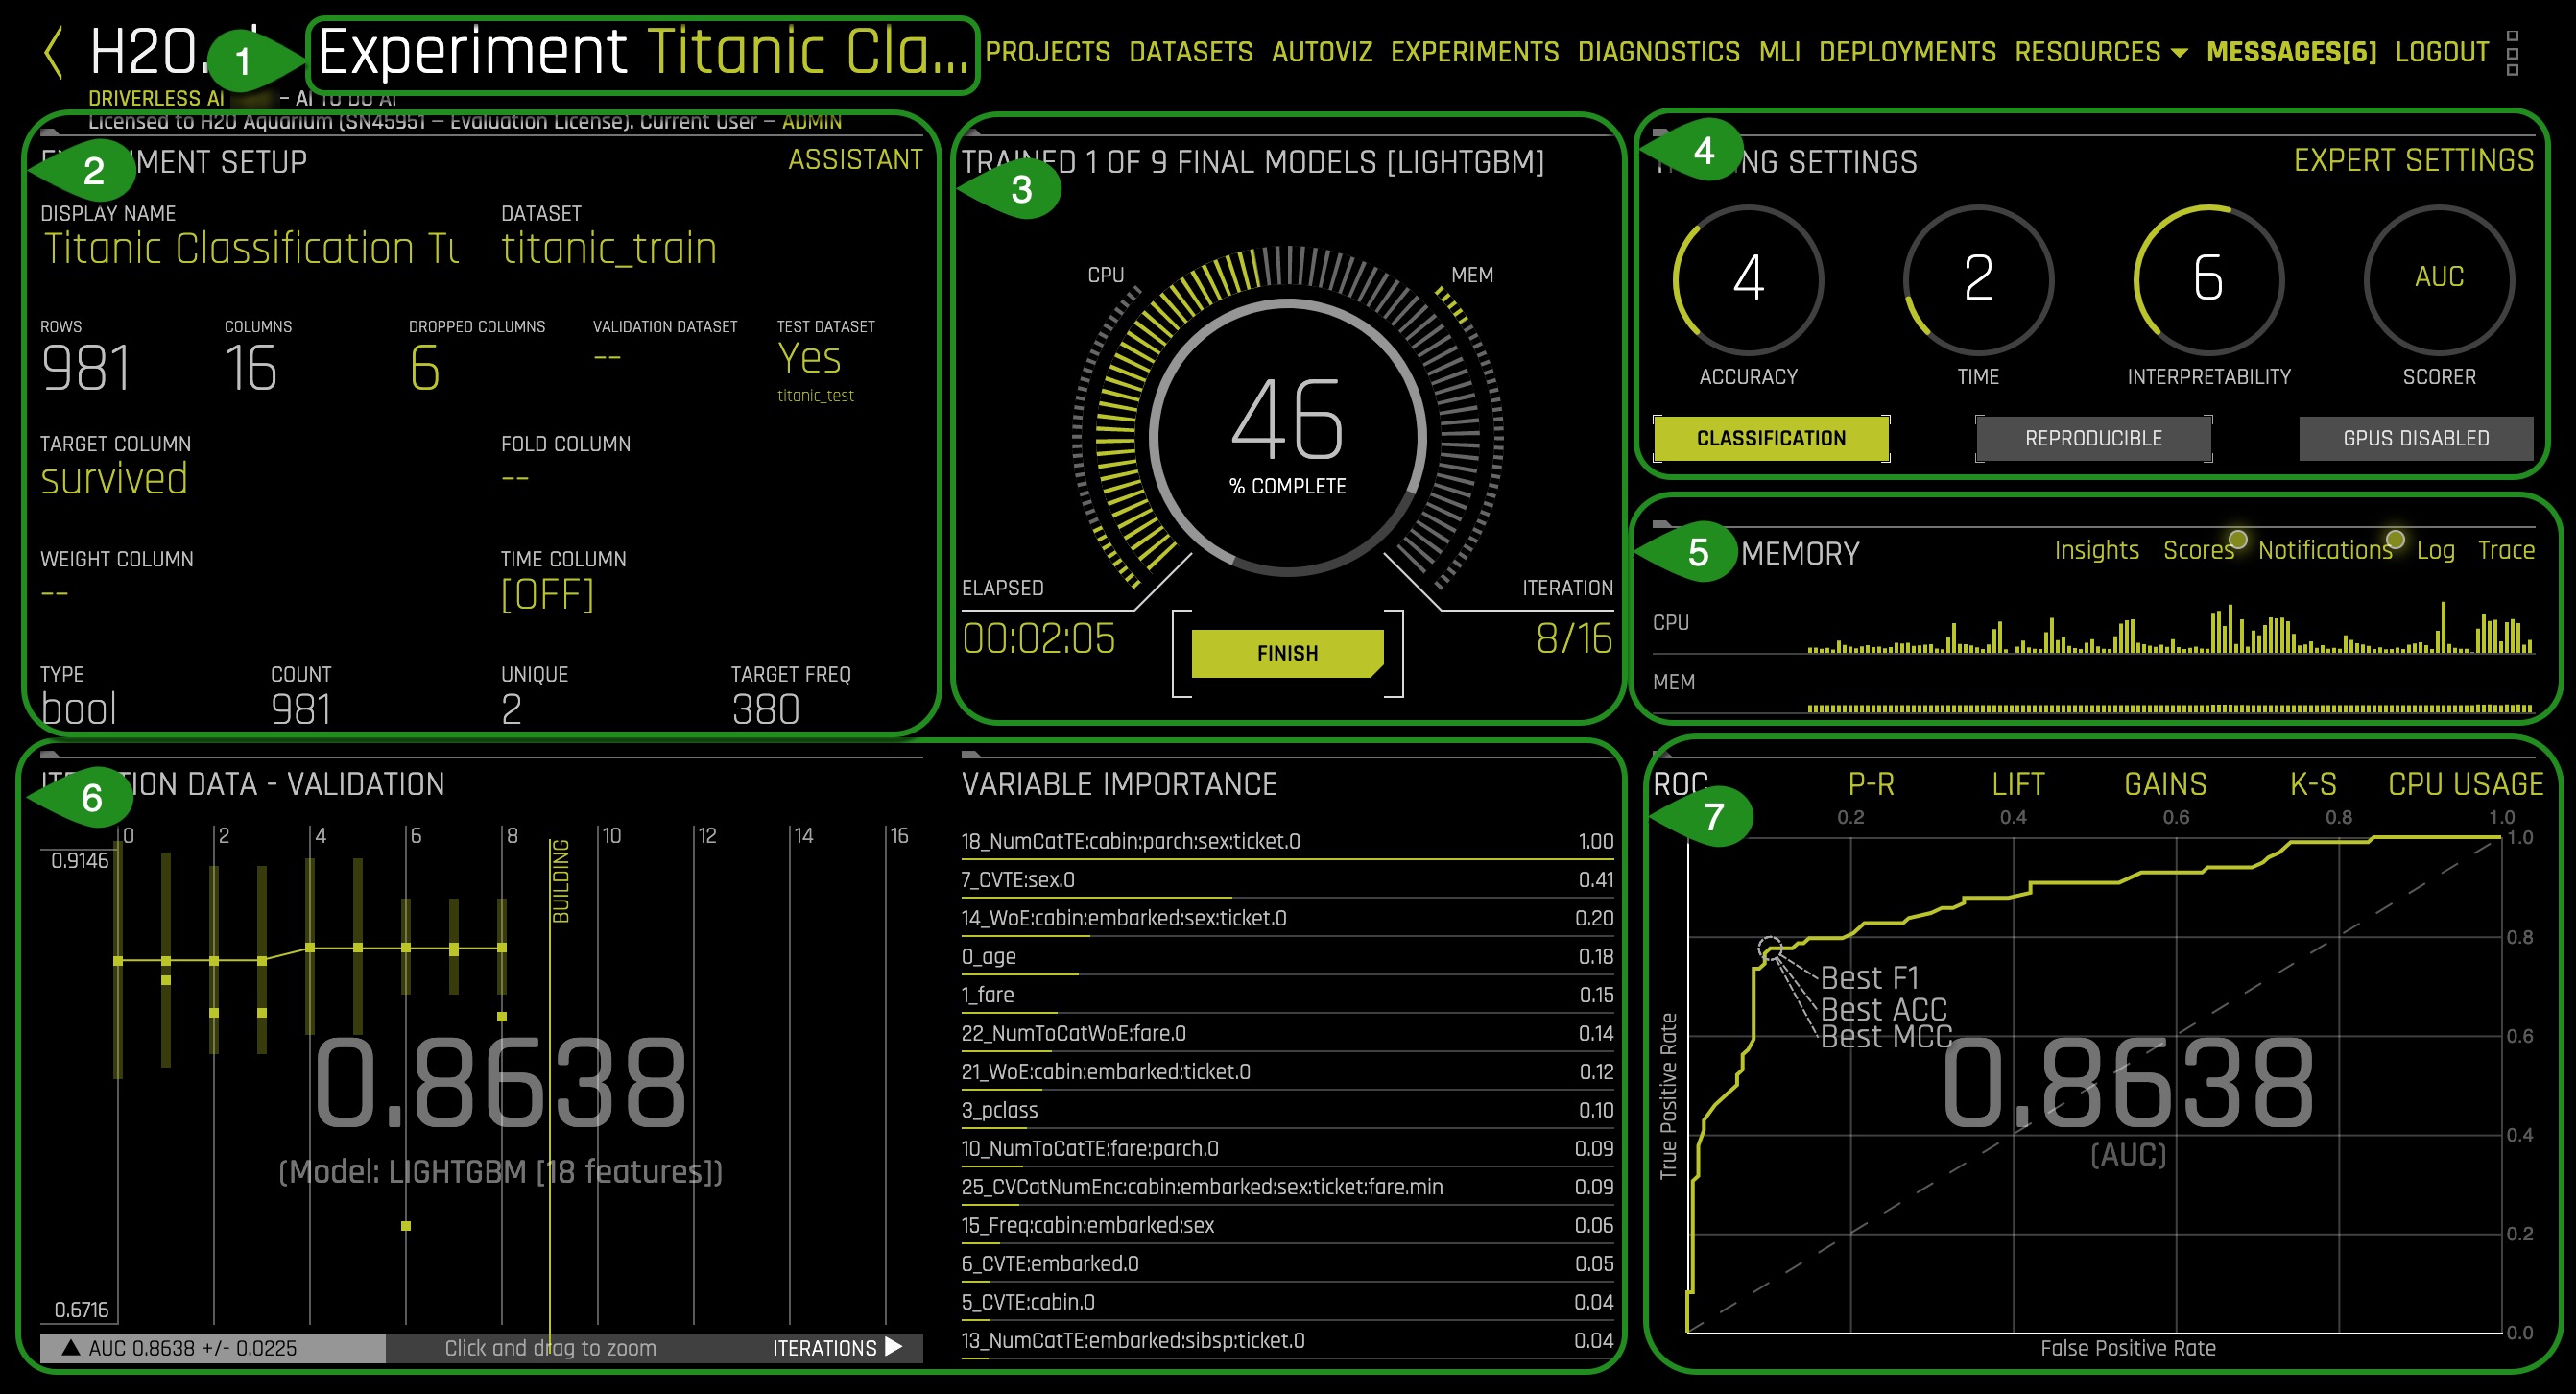 H2O.
1
Experiment Titanic Cla...
PROJECTS DATASETS AUTOVIZ EXPERIMENTS DIAGNOSTICS MLI DEPLOYMENTS RESOURCES MESSAGES[6] LOGOUT
DRIVERLESS AI – AI TO DO AI
Licensed to H2O Aquarium (SN45951 – Evaluation License). Current User – ADMIN
2
MENT SETUP
ASSISTANT
DISPLAY NAME
Titanic Classification Tu
DATASET
titanic_train
ROWS
981
COLUMNS
16
DROPPED COLUMNS
6
VALIDATION DATASET
--
TEST DATASET
Yes
titanic_test
TARGET COLUMN
survived
FOLD COLUMN
--
WEIGHT COLUMN
--
TIME COLUMN
[OFF]
TYPE
bool
COUNT
981
UNIQUE
2
TARGET FREQ
380
3
TRAINED 1 OF 9 FINAL MODELS [LIGHTGBM]
CPU
MEM
46
% COMPLETE
ELAPSED
00:02:05
ITERATION
8/16
FINISH
4
NG SETTINGS
EXPERT SETTINGS
4
ACCURACY
2
TIME
6
INTERPRETABILITY
AUC
SCORER
CLASSIFICATION
REPRODUCIBLE
GPUS DISABLED
5
MEMORY
Insights Scores Notifications Log Trace
CPU
MEM
6
ION DATA - VALIDATION
0 2 4 6 8 10 12 14 16
0.9146
BUILDING
0.8638
(Model: LIGHTGBM [18 features])
0.6716
AUC 0.8638 +/- 0.0225
Click and drag to zoom
ITERATIONS
VARIABLE IMPORTANCE
18_NumCatTE:cabin:parch:sex:ticket.0 1.00
7_CVTE:sex.0 0.41
14_WoE:cabin:embarked:sex:ticket.0 0.20
0_age 0.18
1_fare 0.15
22_NumToCatWoE:fare.0 0.14
21_WoE:cabin:embarked:ticket.0 0.12
3_pclass 0.10
10_NumToCatTE:fare:parch.0 0.09
25_CVCatNumEnc:cabin:embarked:sex:ticket:fare.min 0.09
15_Freq:cabin:embarked:sex 0.06
6_CVTE:embarked.0 0.05
5_CVTE:cabin.0 0.04
13_NumCatTE:embarked:sibsp:ticket.0 0.04
7
ROC P-R LIFT GAINS K-S CPU USAGE
0.2 0.4 0.6 0.8 1.0
1.0
0.8
0.6
0.4
0.2
0.0
Best F1
Best ACC
Best MCC
0.8638
(AUC)
True Positive Rate
False Positive Rate